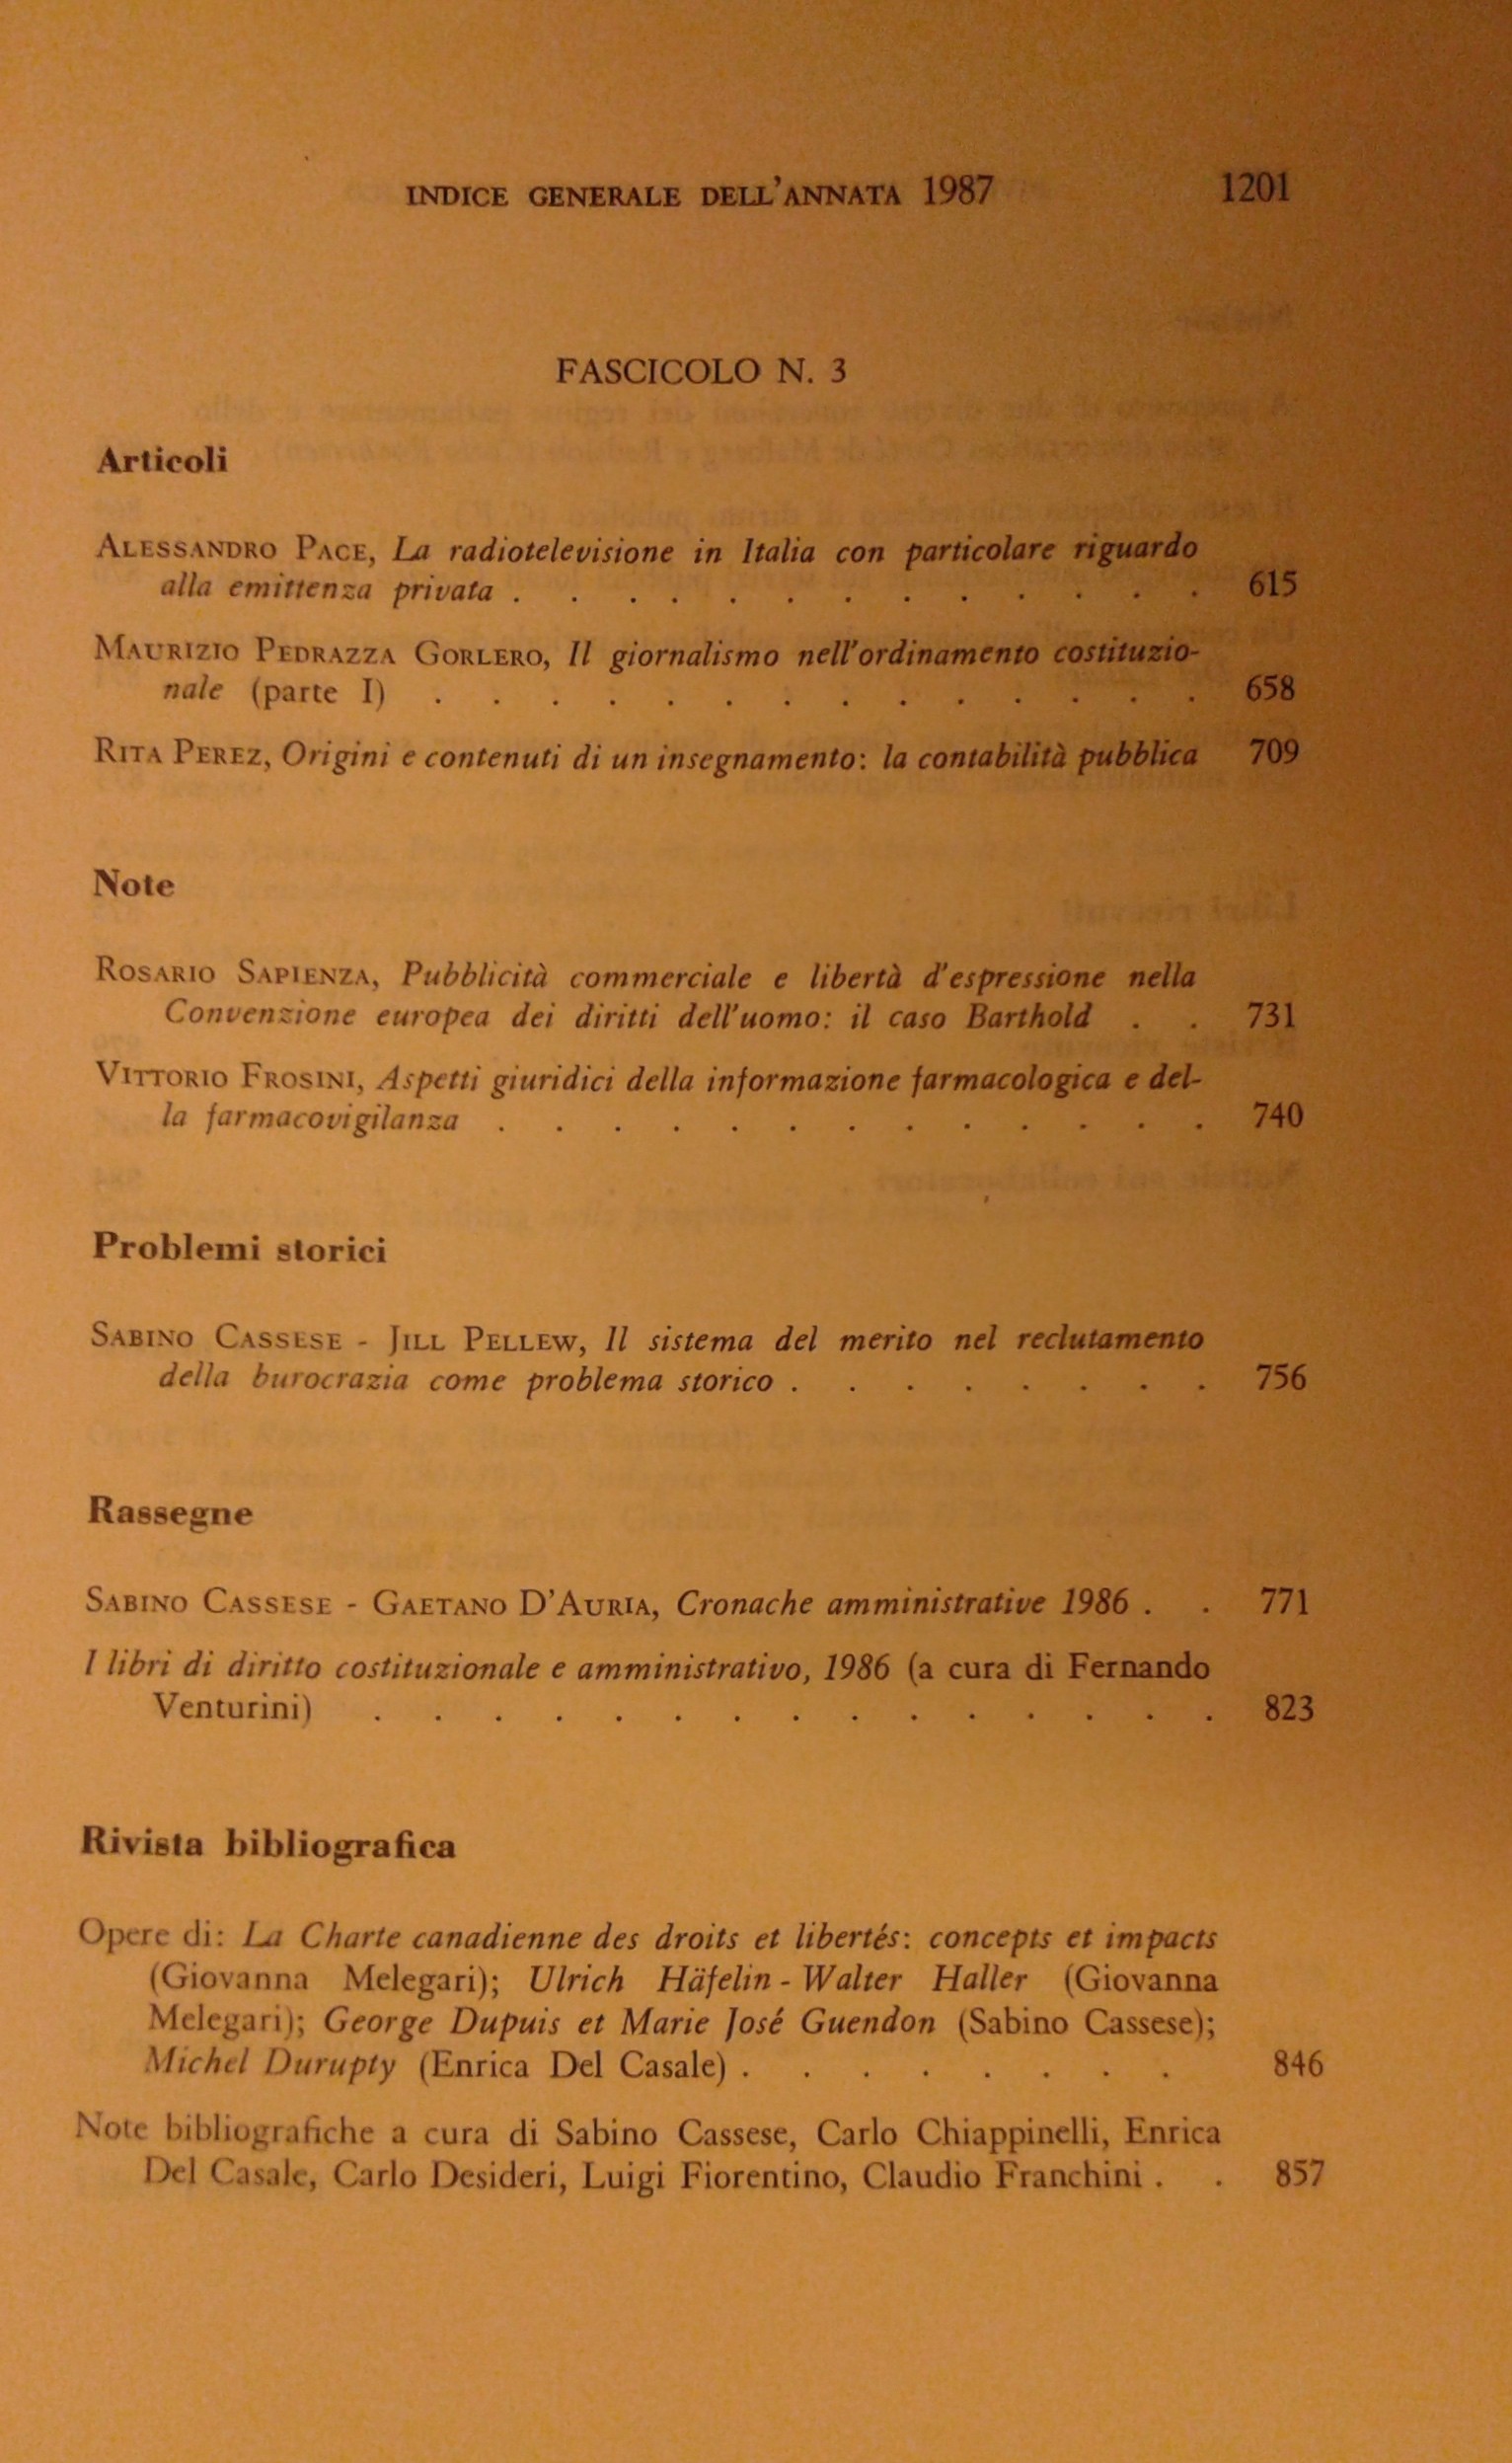 INDICE GENERALE DELL'ANNATA 1987 1201
FASCICOLO N. 3
Articoli
ALESSANDRO PACE, La radiotelevisione in Italia con particolare riguardo
alla emittenza privata . . . . . . . . . . . . . 615
MAURIZIO PEDRAZZA GORLERO, Il giornalismo nell'ordinamento costituzio-
nale (parte I) . . . . . . . . . . . . . . 658
RITA PEREZ, Origini e contenuti di un insegnamento: la contabilità pubblica 709
Note
ROSARIO SAPIENZA, Pubblicità commerciale e libertà d'espressione nella
Convenzione europea dei diritti dell'uomo: il caso Barthold . . 731
VITTORIO FROSINI, Aspetti giuridici della informazione farmacologica e del-
la farmacovigilanza . . . . . . . . . . . . . 740
Problemi storici
SABINO CASSESE - JILL PELLEW, Il sistema del merito nel reclutamento
della burocrazia come problema storico . . . . . . . . 756
Rassegne
SABINO CASSESE - GAETANO D'AURIA, Cronache amministrative 1986 . . 771
I libri di diritto costituzionale e amministrativo, 1986 (a cura di Fernando
Venturini) . . . . . . . . . . . . . . . 823
Rivista bibliografica
Opere di: La Charte canadienne des droits et libertés: concepts et impacts
(Giovanna Melegari); Ulrich Häfelin - Walter Haller (Giovanna
Melegari); George Dupuis et Marie José Guendon (Sabino Cassese);
Michel Durupty (Enrica Del Casale) . . . . . . . . 846
Note bibliografiche a cura di Sabino Cassese, Carlo Chiappinelli, Enrica
Del Casale, Carlo Desideri, Luigi Fiorentino, Claudio Franchini . . 857